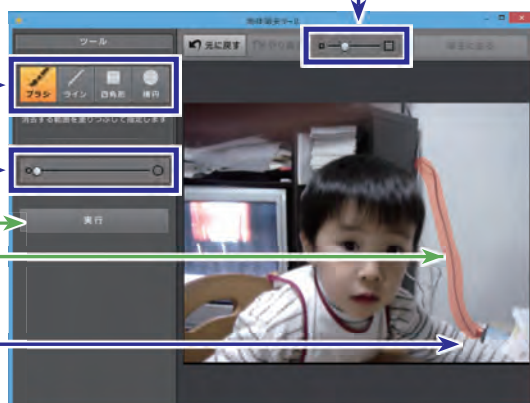 物体消去ツール
ツール
元に戻す
やり直す
ブラシ
ライン
四角形
楕円
消去する範囲を塗りつぶして指定します
実行